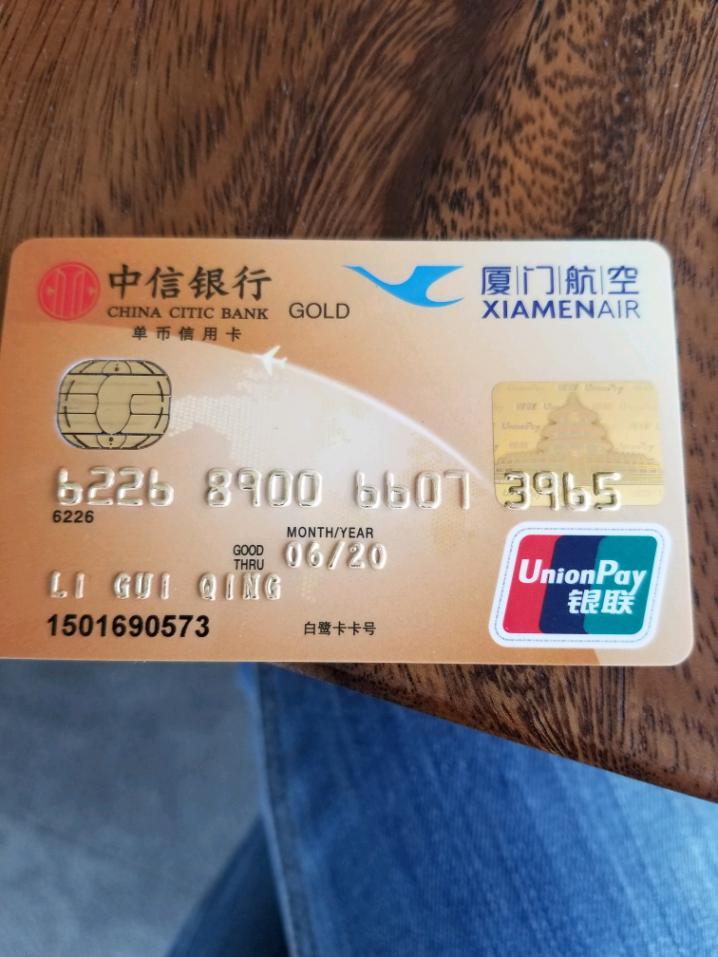 中信银行
CHINA CITIC BANK GOLD
单币信用卡
厦门航空
XIAMENAIR
6226 8900 6607 3965
6226
MONTH/YEAR
GOOD THRU 06/20
LI GUI QING
1501690573 白鹭卡卡号
UnionPay
银联